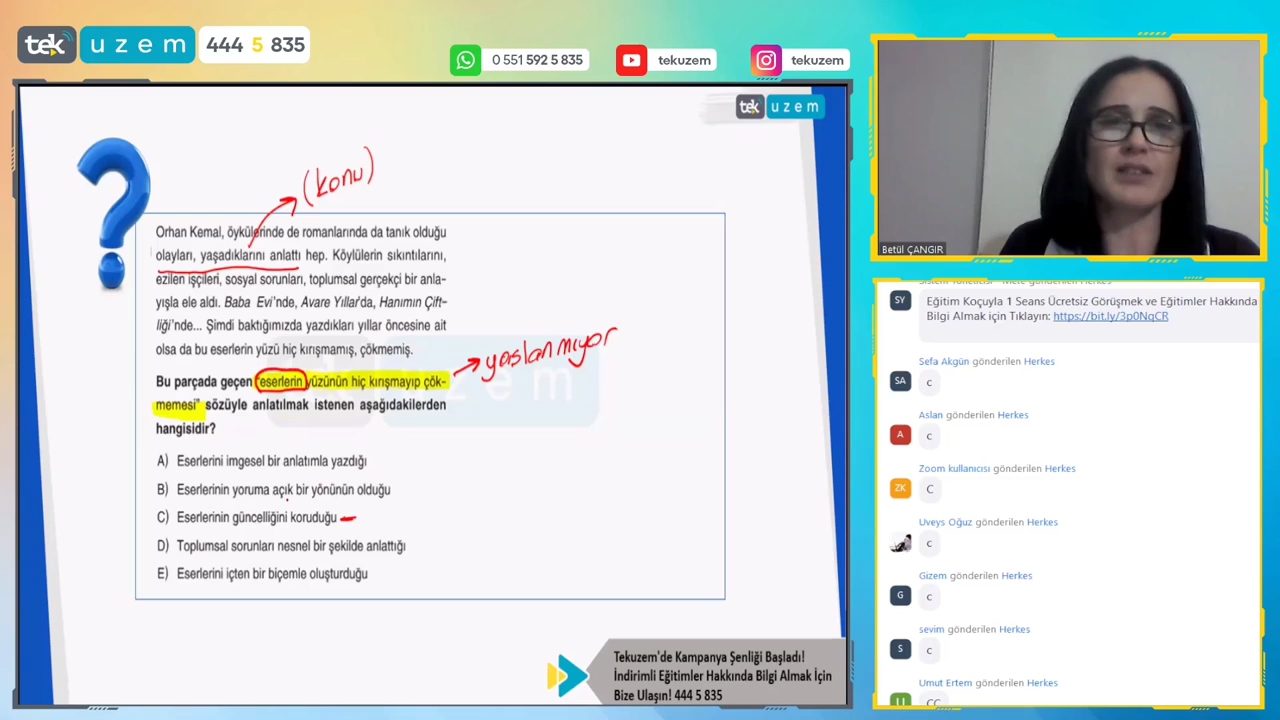 tek uzem 444 5 835
0 551 592 5 835
tekuzem
tekuzem
tek uzem
(konu)
Orhan Kemal, öykülerinde de romanlarında da tanık olduğu
olayları, yaşadıklarını anlattı hep. Köylülerin sıkıntılarını,
ezilen işçileri, sosyal sorunları, toplumsal gerçekçi bir anla-
yışla ele aldı. Baba Evi'nde, Avare Yıllar'da, Hanımın Çift-
liği'nde... Şimdi baktığımızda yazdıkları yıllar öncesine ait
olsa da bu eserlerin yüzü hiç kırışmamış, çökmemiş.
yaslanmıyor
Bu parçada geçen "eserlerin yüzünün hiç kırışmayıp çök-
memesi" sözüyle anlatılmak istenen aşağıdakilerden
hangisidir?
A) Eserlerini imgesel bir anlatımla yazdığı
B) Eserlerinin yoruma açık bir yönünün olduğu
C) Eserlerinin güncelliğini koruduğu
D) Toplumsal sorunları nesnel bir şekilde anlattığı
E) Eserlerini içten bir biçemle oluşturduğu
Tekuzem'de Kampanya Şenliği Başladı!
İndirimli Eğitimler Hakkında Bilgi Almak İçin
Bize Ulaşın! 444 5 835
Betül ÇANGIR
SY
Eğitim Koçuyla 1 Seans Ücretsiz Görüşmek ve Eğitimler Hakkında
Bilgi Almak için Tıklayın: https://bit.ly/3p0NqCR
Sefa Akgün gönderilen Herkes
SA c
Aslan gönderilen Herkes
A c
Zoom kullanıcısı gönderilen Herkes
ZK C
Uveys Oğuz gönderilen Herkes
c
Gizem gönderilen Herkes
G c
sevim gönderilen Herkes
S c
Umut Ertem gönderilen Herkes
U CC